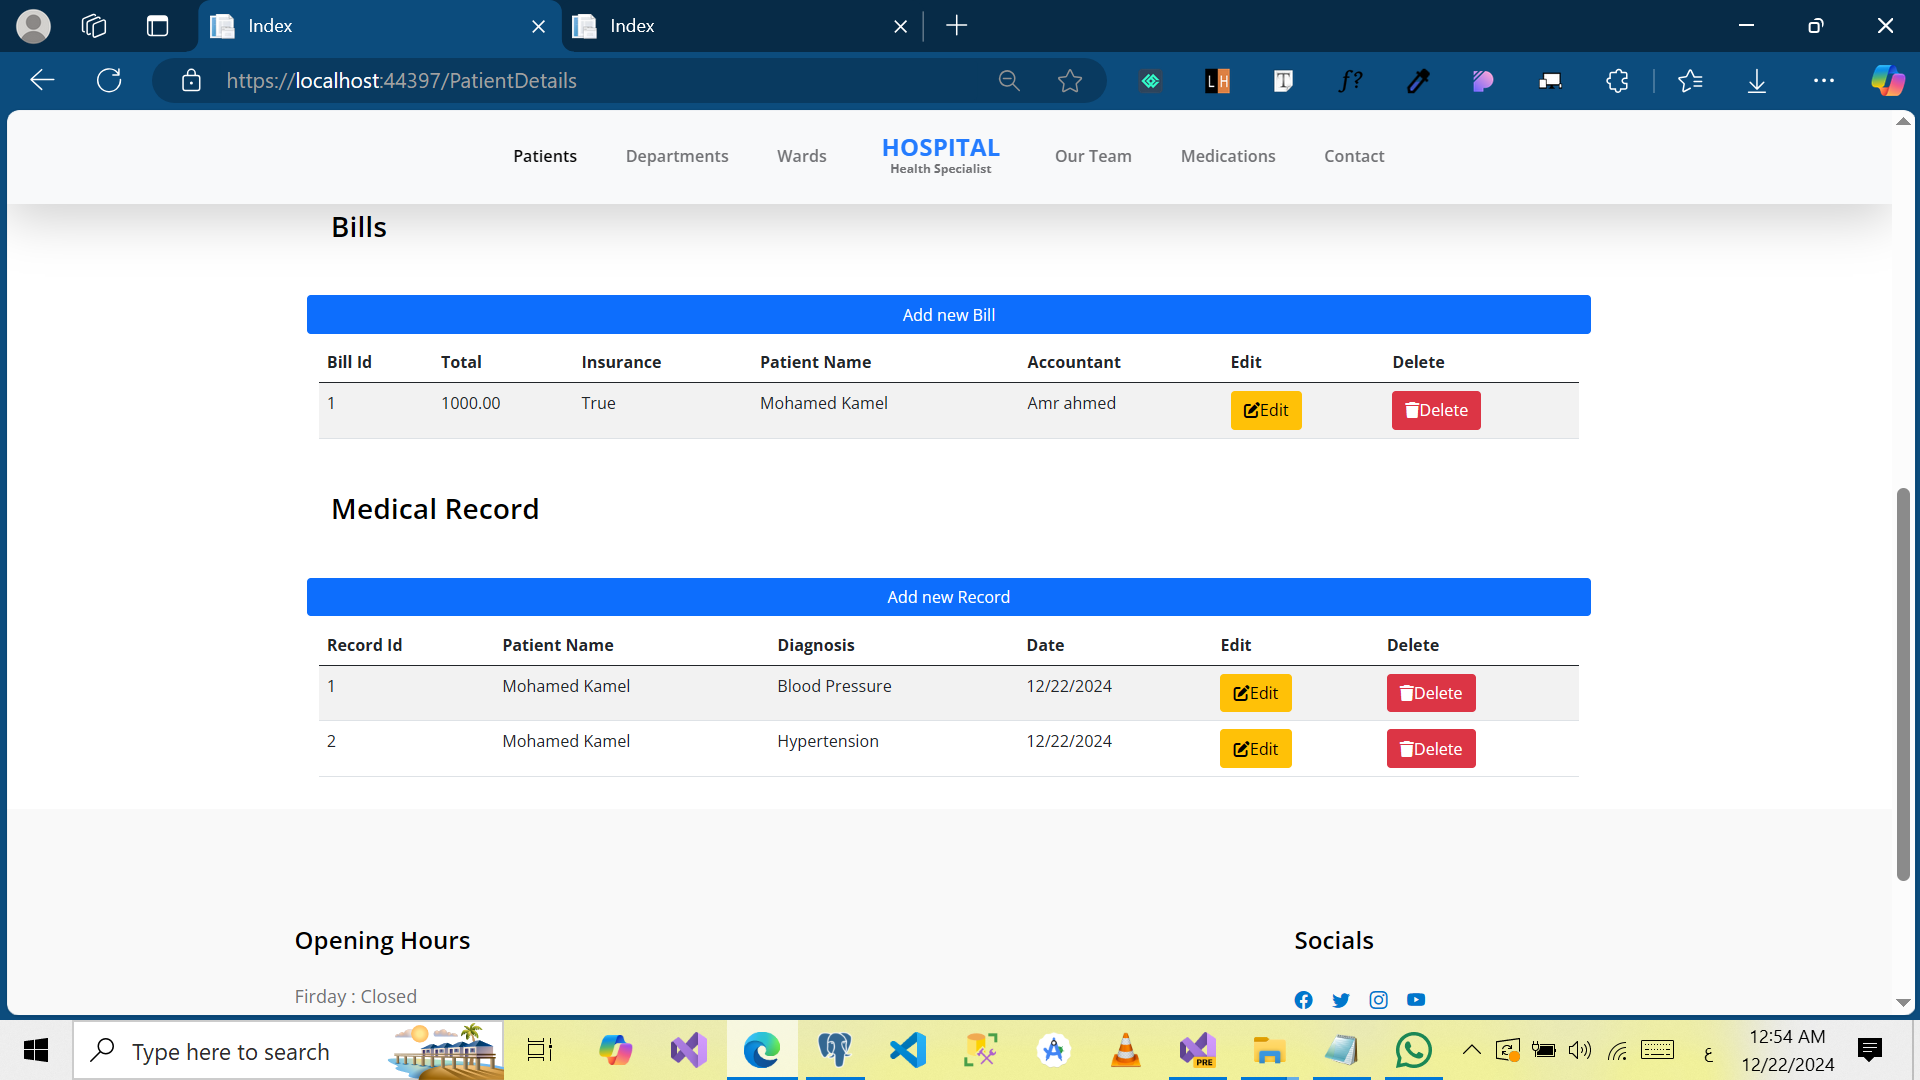 Index
Index
https://localhost:44397/PatientDetails
L H
T
ƒ?
Patients
Departments
Wards
HOSPITAL
Health Specialist
Our Team
Medications
Contact
Bills
Add new Bill
Bill Id Total Insurance Patient Name Accountant Edit Delete
1 1000.00 True Mohamed Kamel Amr ahmed Edit Delete
Medical Record
Add new Record
Record Id Patient Name Diagnosis Date Edit Delete
1 Mohamed Kamel Blood Pressure 12/22/2024 Edit Delete
2 Mohamed Kamel Hypertension 12/22/2024 Edit Delete
Opening Hours
Socials
Firday : Closed
Type here to search
PRE
ع
12:54 AM
12/22/2024